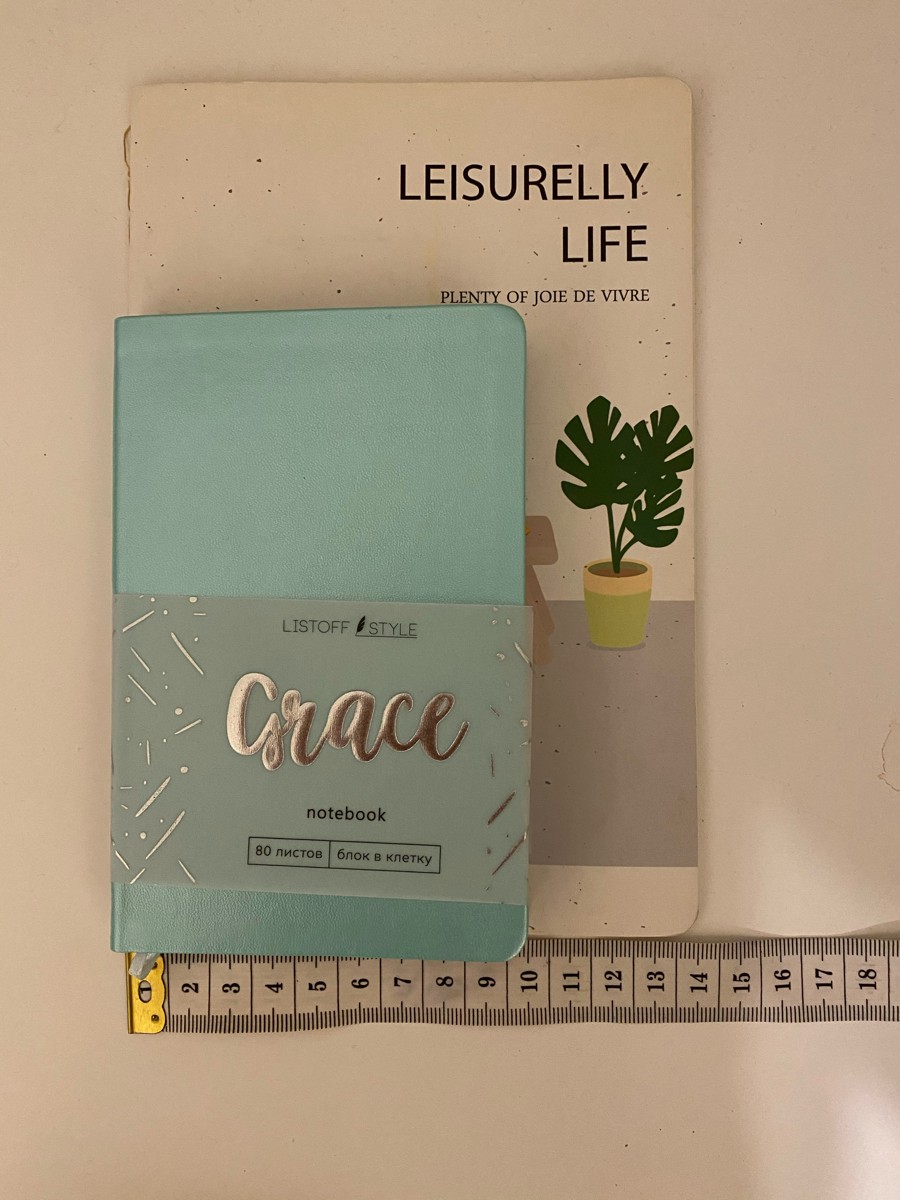 LEISURELLY
LIFE
PLENTY OF JOIE DE VIVRE
LISTOFF STYLE
Grace
notebook
80 листов блок в клетку
1 2 3 4 5 6 7 8 9 10 11 12 13 14 15 16 17 18